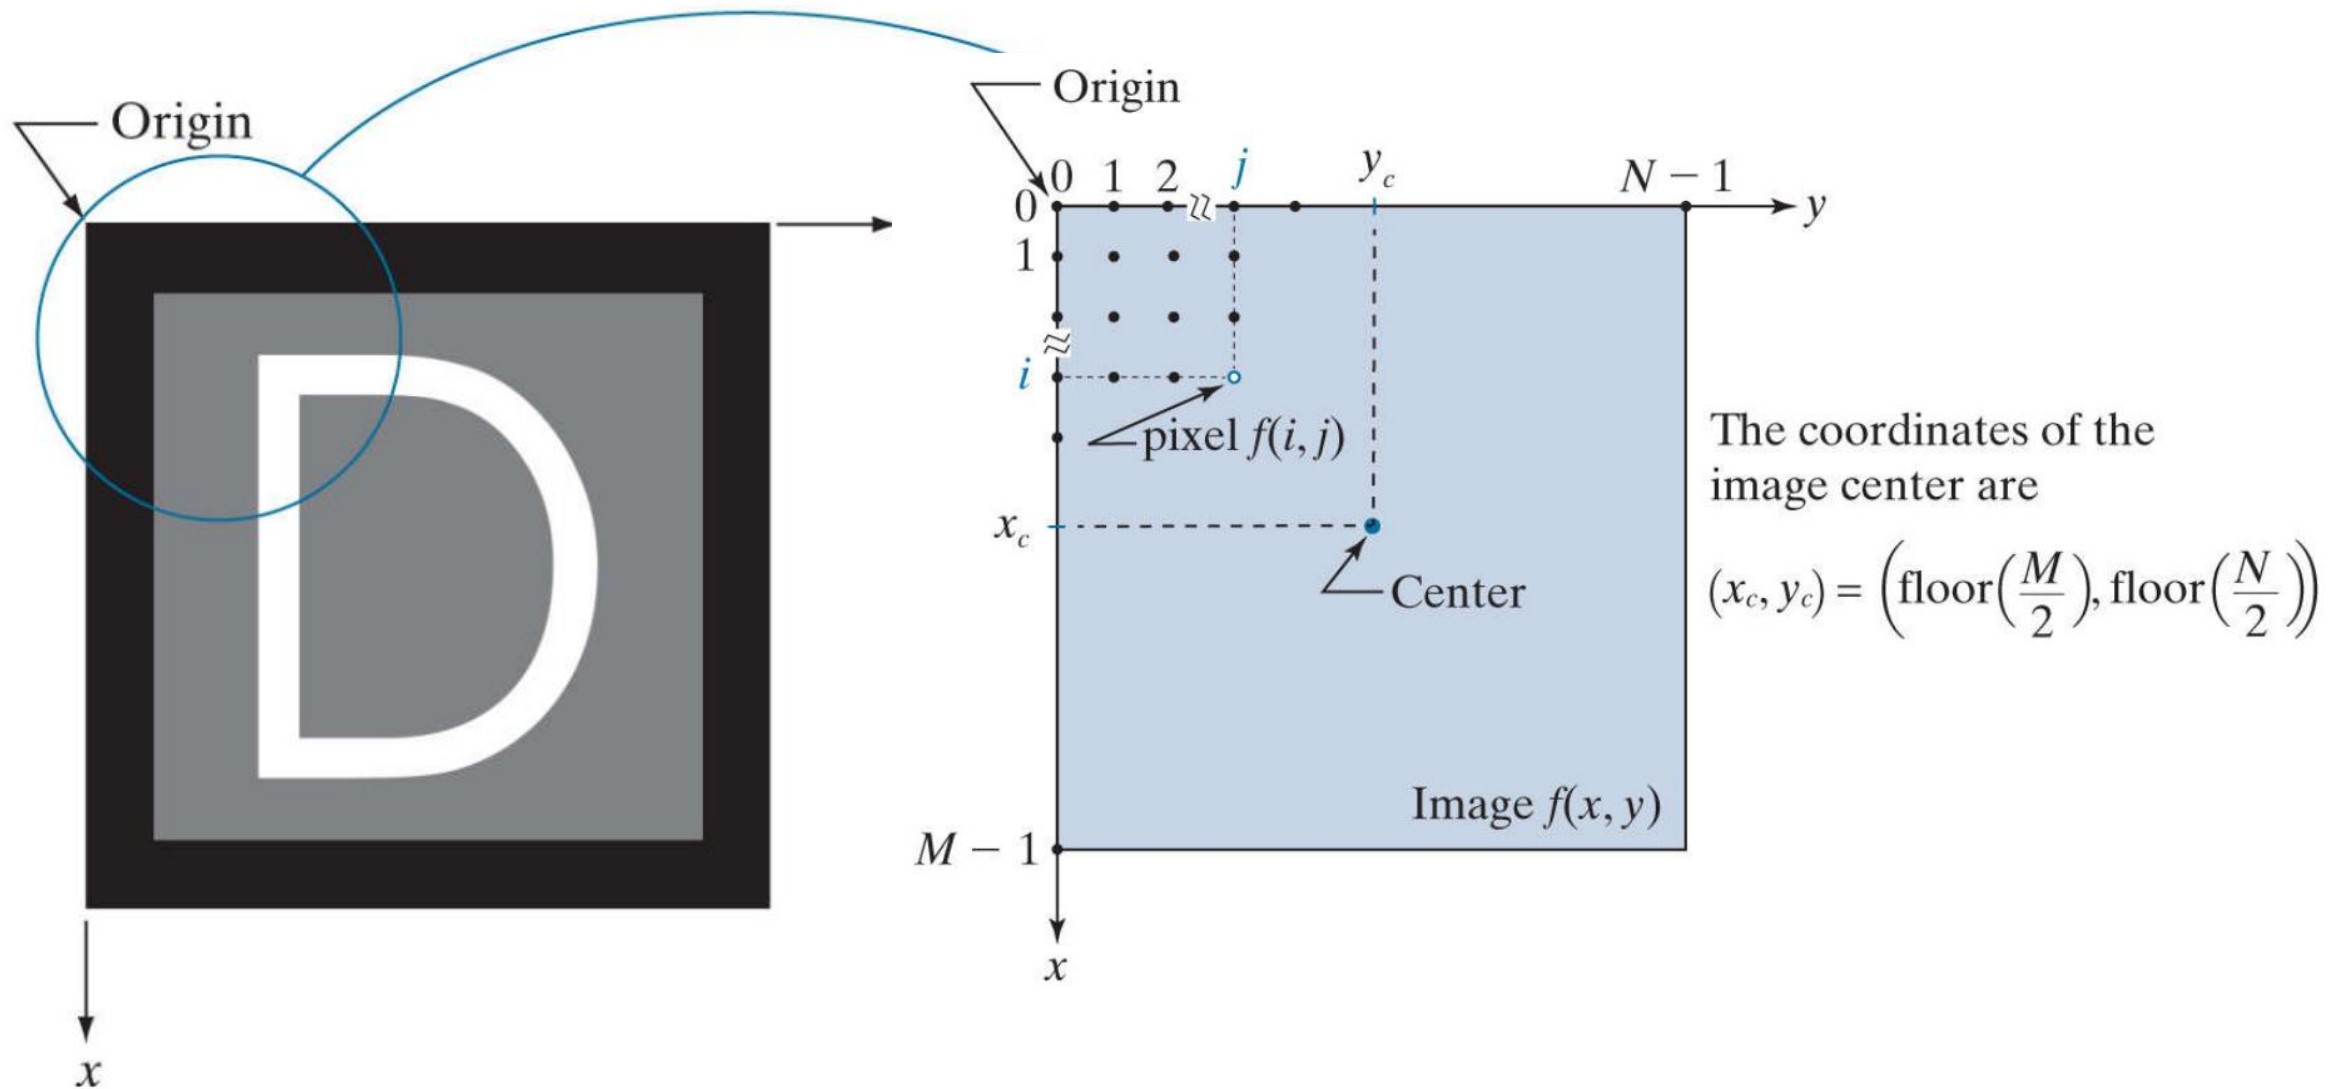 Origin
x
Origin
0 1 2 j y_c N − 1
0
y
1
i
pixel f(i, j)
x_c
Center
Image f(x, y)
M − 1
x
The coordinates of the
image center are
(x_c, y_c) = (floor(M/2), floor(N/2))